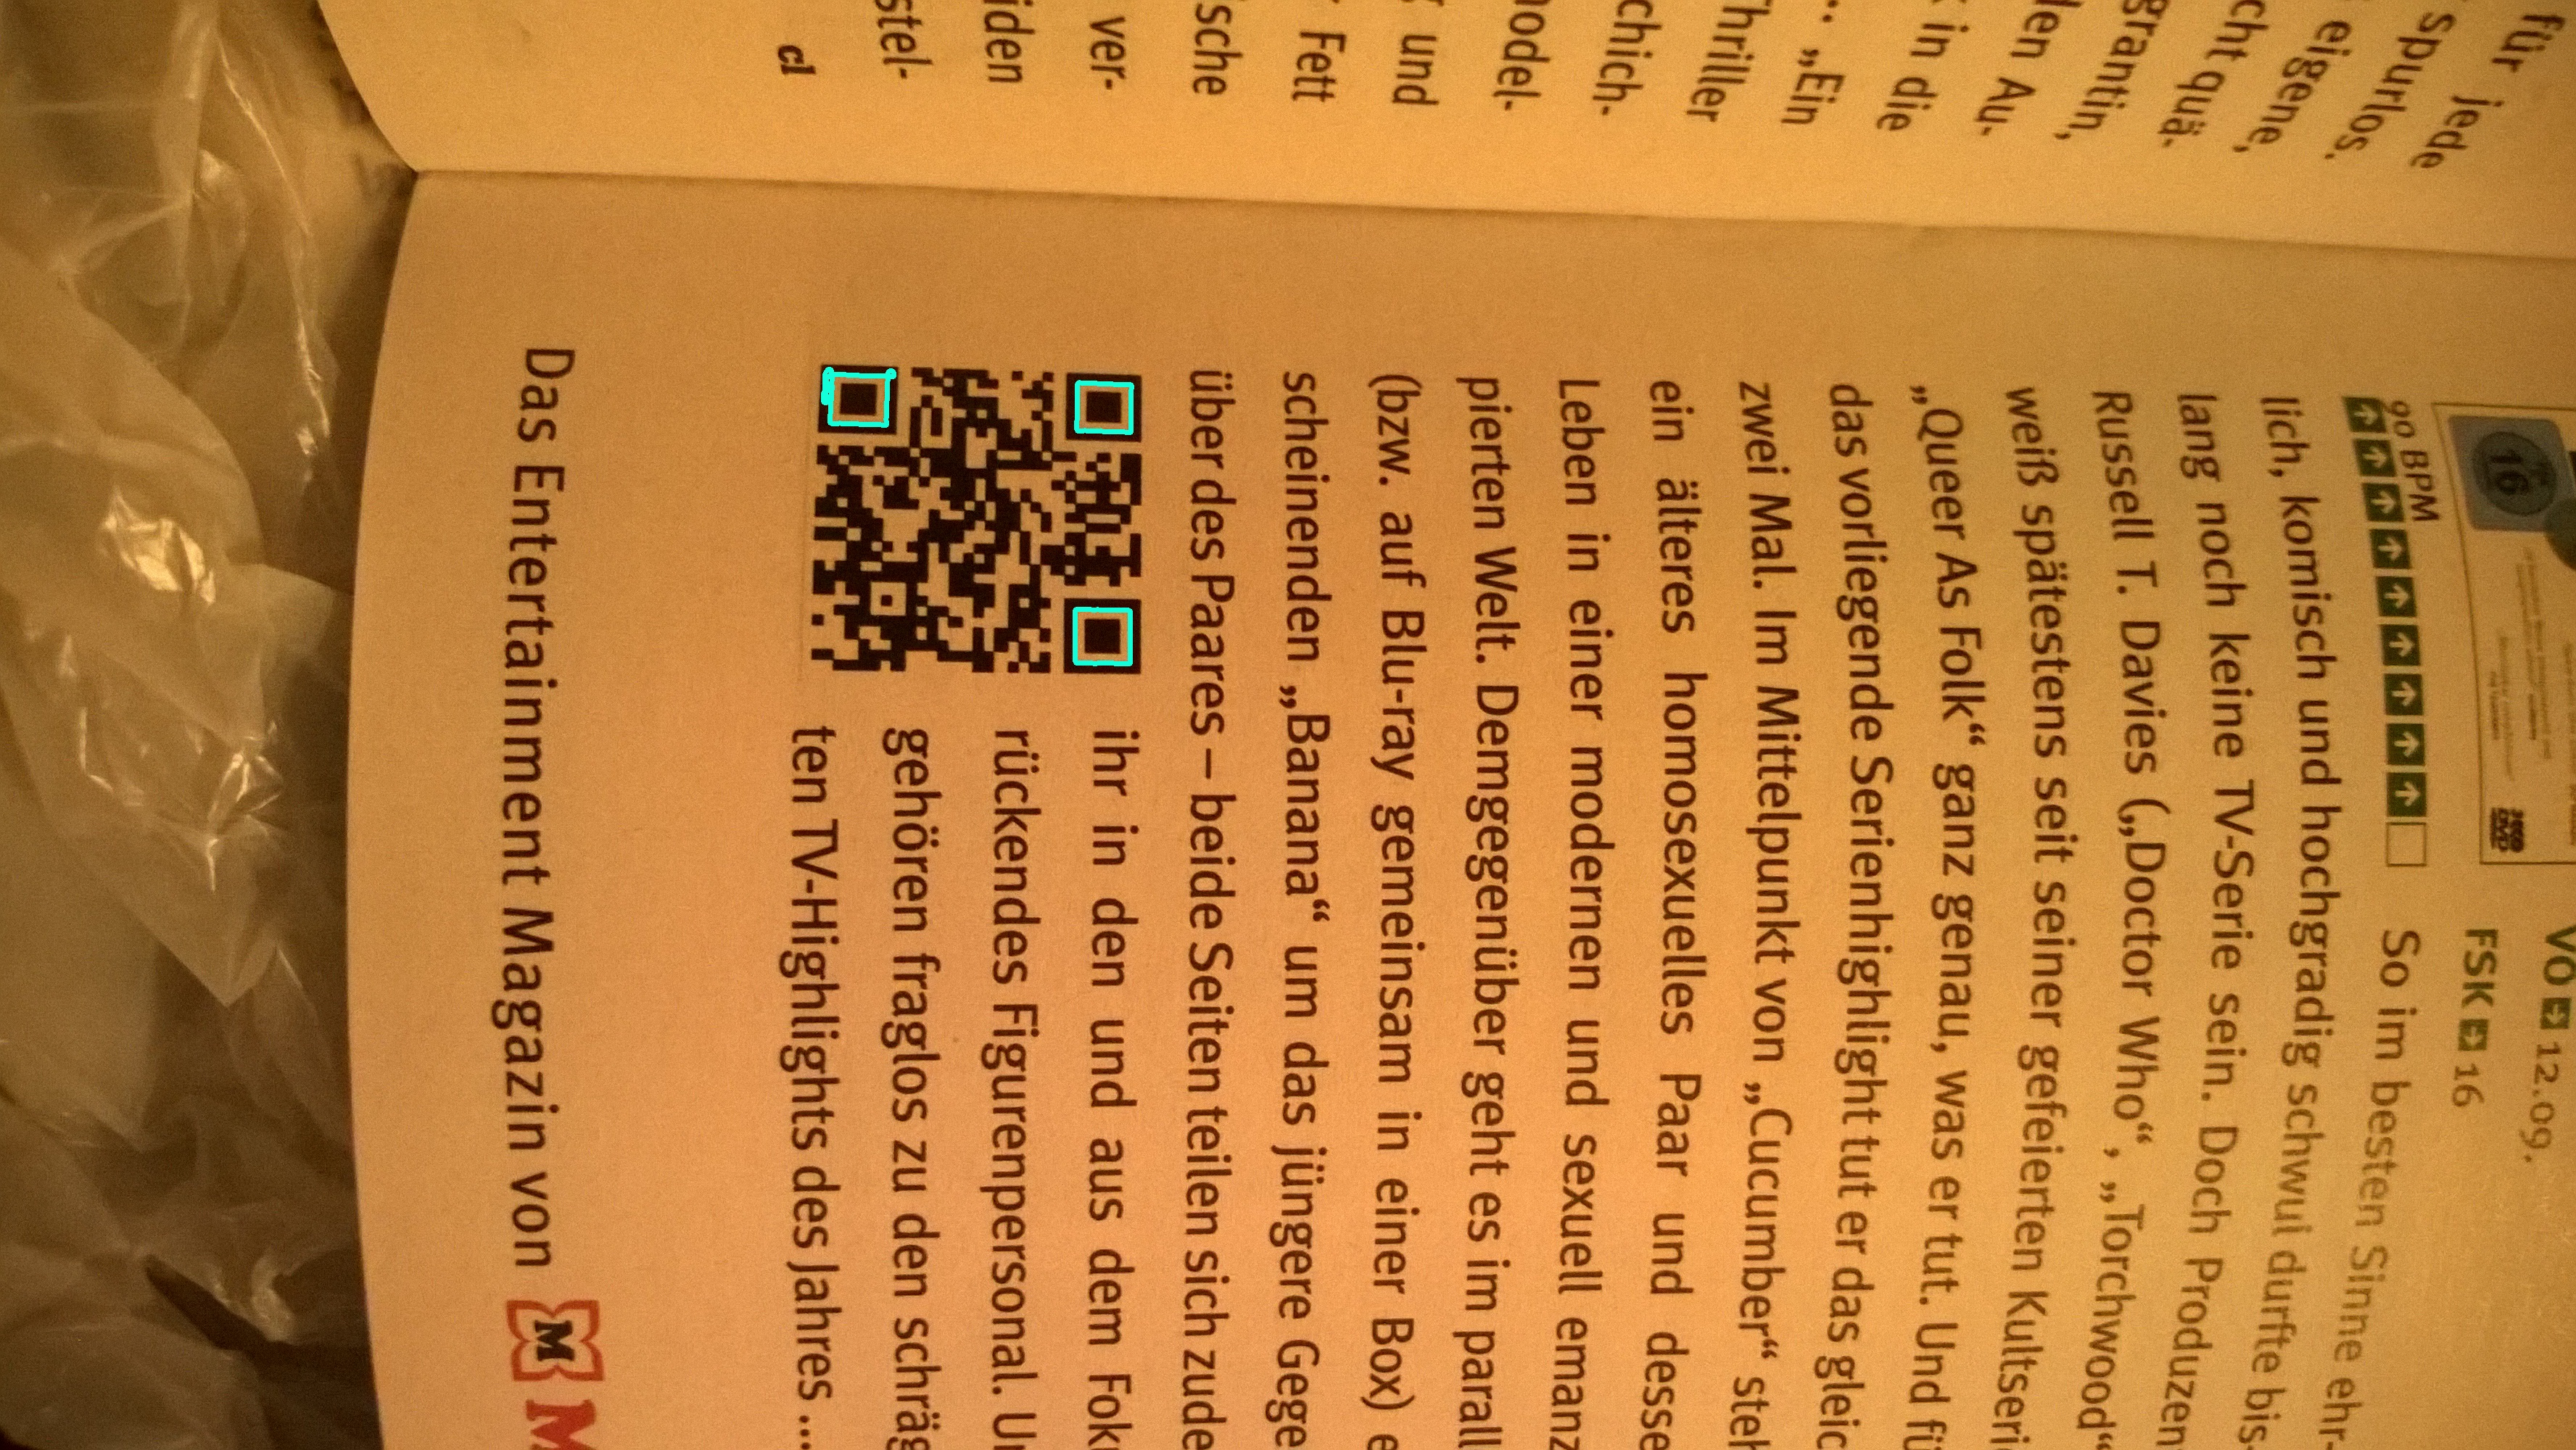 für jede
spurlos.
eigene,
cht quä-
grantin,
len Au-
in die
.. „Ein
hriller
chich-
odel-
und
Fett
sche
ver-
iden
stel-
cl
16
VÖ 12.09.
FSK 16
90 BPM
So im besten Sinne ehr-
lich, komisch und hochgradig schwul durfte bis-
lang noch keine TV-Serie sein. Doch Produzen
Russell T. Davies („Doctor Who“, „Torchwood“
weiß spätestens seit seiner gefeierten Kultseri
„Queer As Folk“ ganz genau, was er tut. Und fü
das vorliegende Serienhighlight tut er das gleic
zwei Mal. Im Mittelpunkt von „Cucumber“ steh
ein älteres homosexuelles Paar und desse
Leben in einer modernen und sexuell emanz
pierten Welt. Demgegenüber geht es im parall
(bzw. auf Blu-ray gemeinsam in einer Box) e
scheinenden „Banana“ um das jüngere Gege
über des Paares – beide Seiten teilen sich zude
ihr in den und aus dem Foku
rückendes Figurenpersonal. Un
gehören fraglos zu den schräg
ten TV-Highlights des Jahres ...
Das Entertainment Magazin von M M